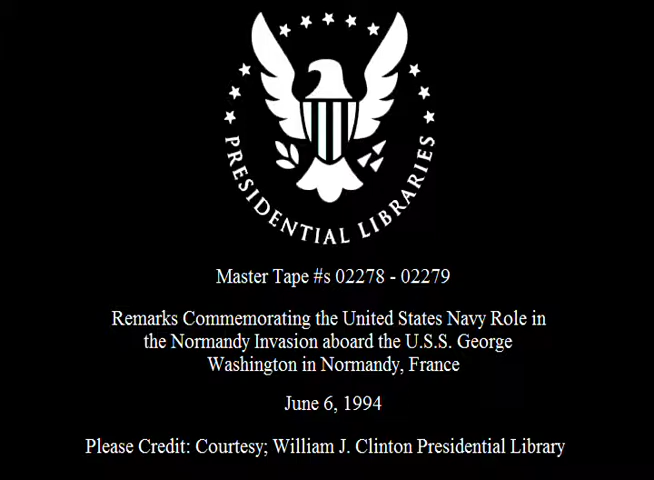 PRESIDENTIAL LIBRARIES
Master Tape #s 02278 - 02279
Remarks Commemorating the United States Navy Role in
the Normandy Invasion aboard the U.S.S. George
Washington in Normandy, France
June 6, 1994
Please Credit: Courtesy; William J. Clinton Presidential Library